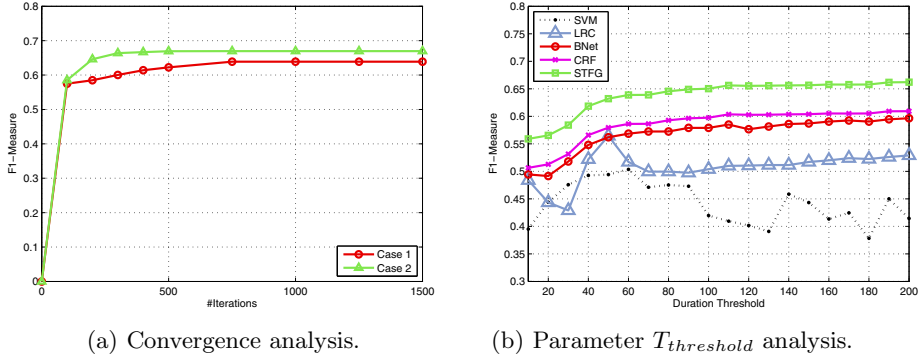 0.8
0.7
0.6
0.5
0.4
0.3
0.2
0.1
0
F1−Measure
0
500
1000
1500
#Iterations
Case 1
Case 2
(a) Convergence analysis.
0.8
0.75
0.7
0.65
0.6
0.55
0.5
0.45
0.4
0.35
0.3
F1−Measure
SVM
LRC
BNet
CRF
STFG
20
40
60
80
100
120
140
160
180
200
Duration Threshold
(b) Parameter T_threshold analysis.